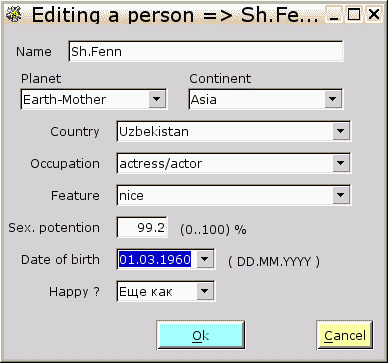 Editing a person => Sh.Fe...
Name Sh.Fenn
Planet Continent
Earth-Mother Asia
Country Uzbekistan
Occupation actress/actor
Feature nice
Sex. potention 99.2 (0..100) %
Date of birth 01.03.1960 ( DD.MM.YYYY )
Happy ? Еще как
Ok Cancel